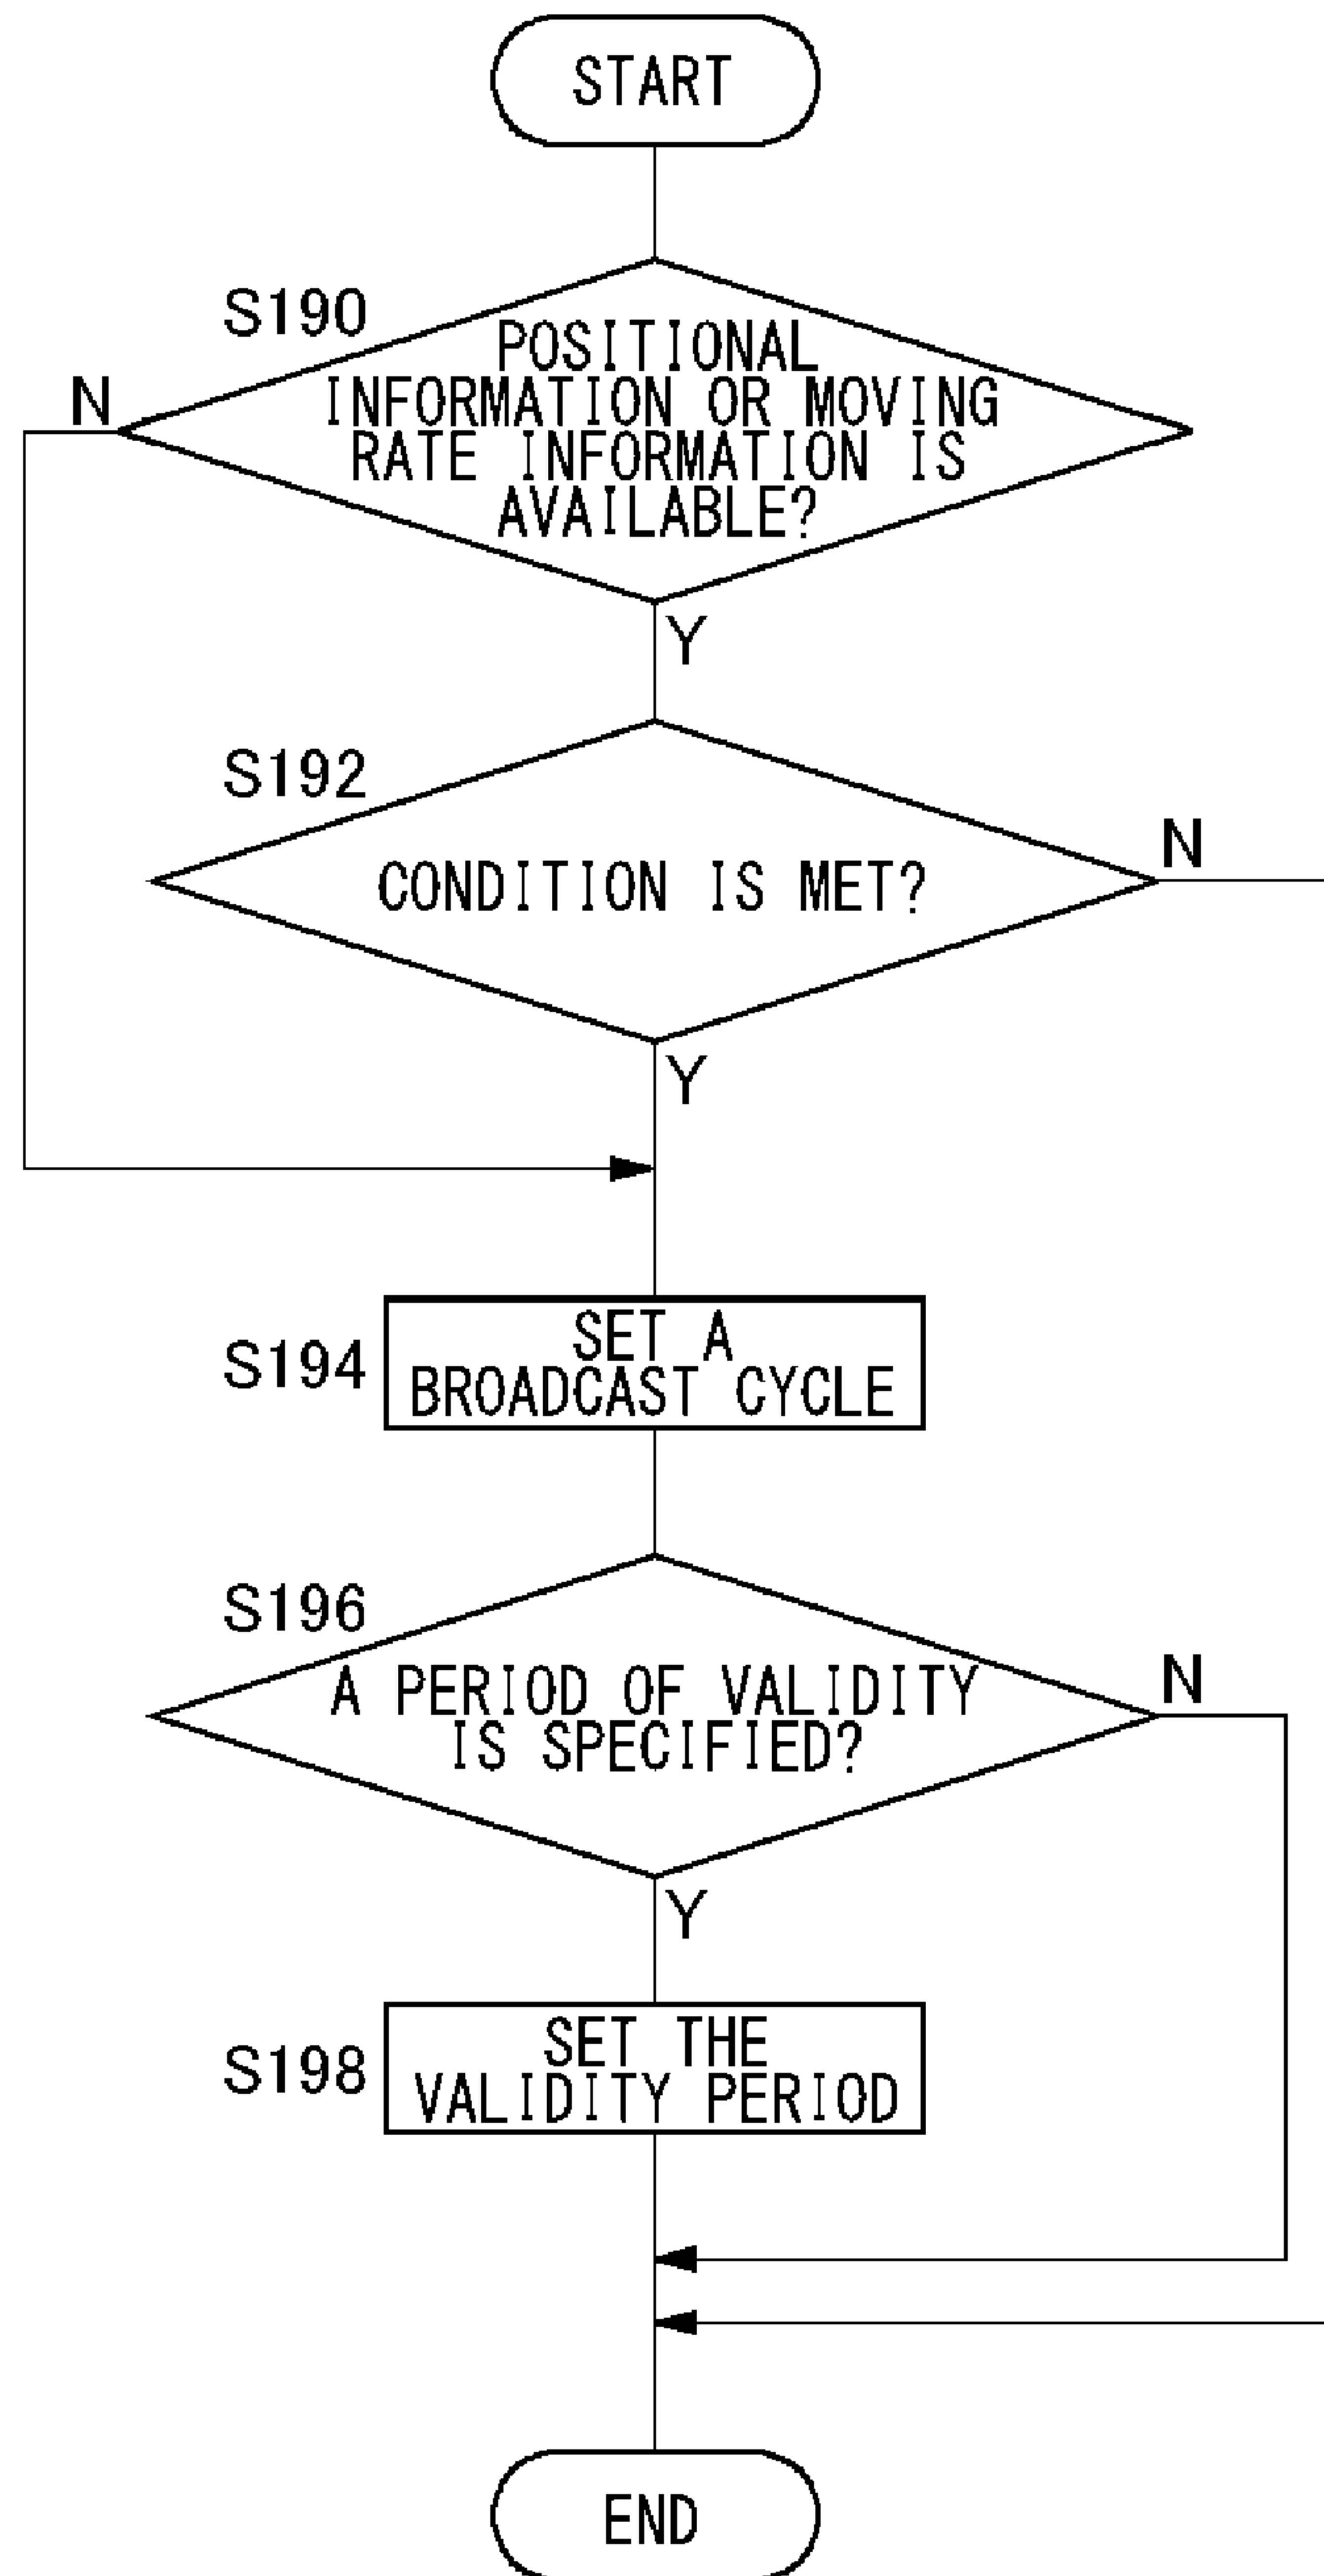 START
S190
POSITIONAL
INFORMATION OR MOVING
RATE INFORMATION IS
AVAILABLE?
N
Y
S192
CONDITION IS MET?
N
Y
S194
SET A
BROADCAST CYCLE
S196
A PERIOD OF VALIDITY
IS SPECIFIED?
N
Y
S198
SET THE
VALIDITY PERIOD
END